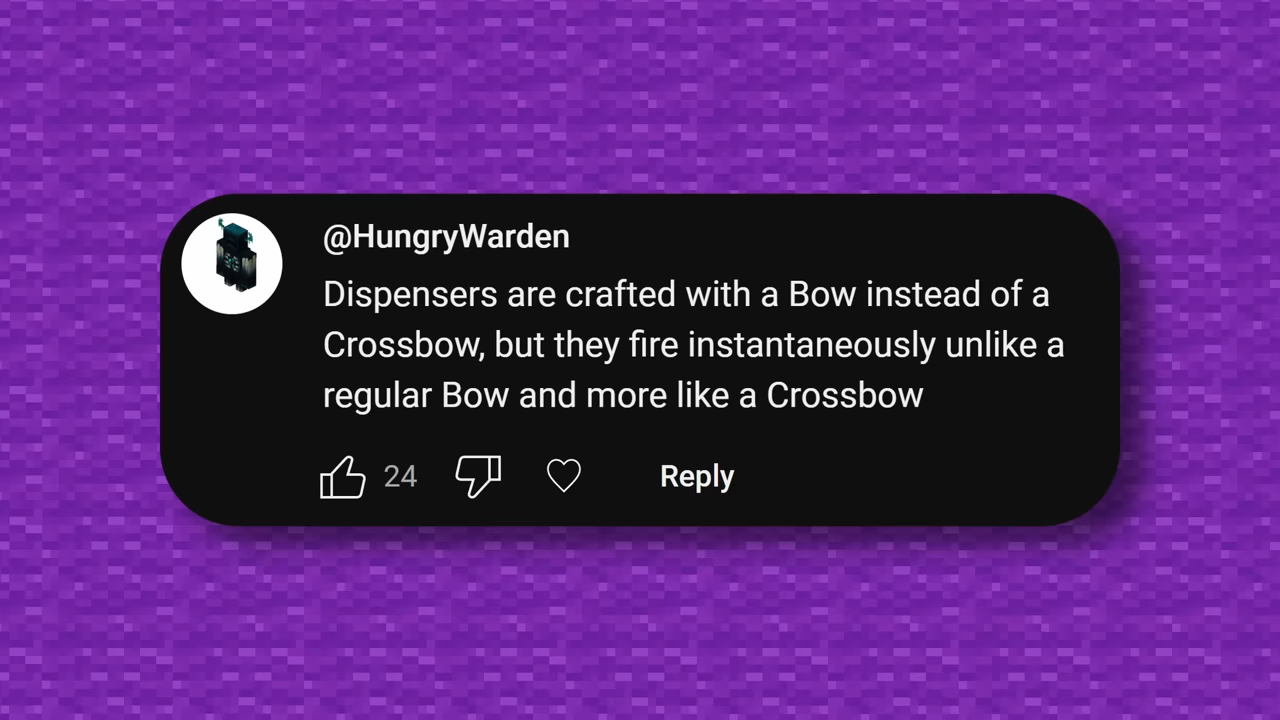 @HungryWarden
Dispensers are crafted with a Bow instead of a
Crossbow, but they fire instantaneously unlike a
regular Bow and more like a Crossbow
24
Reply